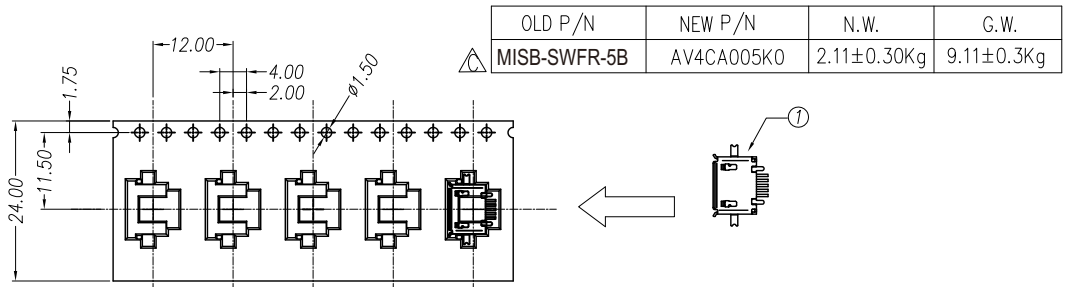 OLD P/N NEW P/N N.W. G.W.
C MISB-SWFR-5B AV4CA005K0 2.11±0.30Kg 9.11±0.3Kg
12.00
4.00
2.00
ø1.50
1.75
11.50
24.00
1